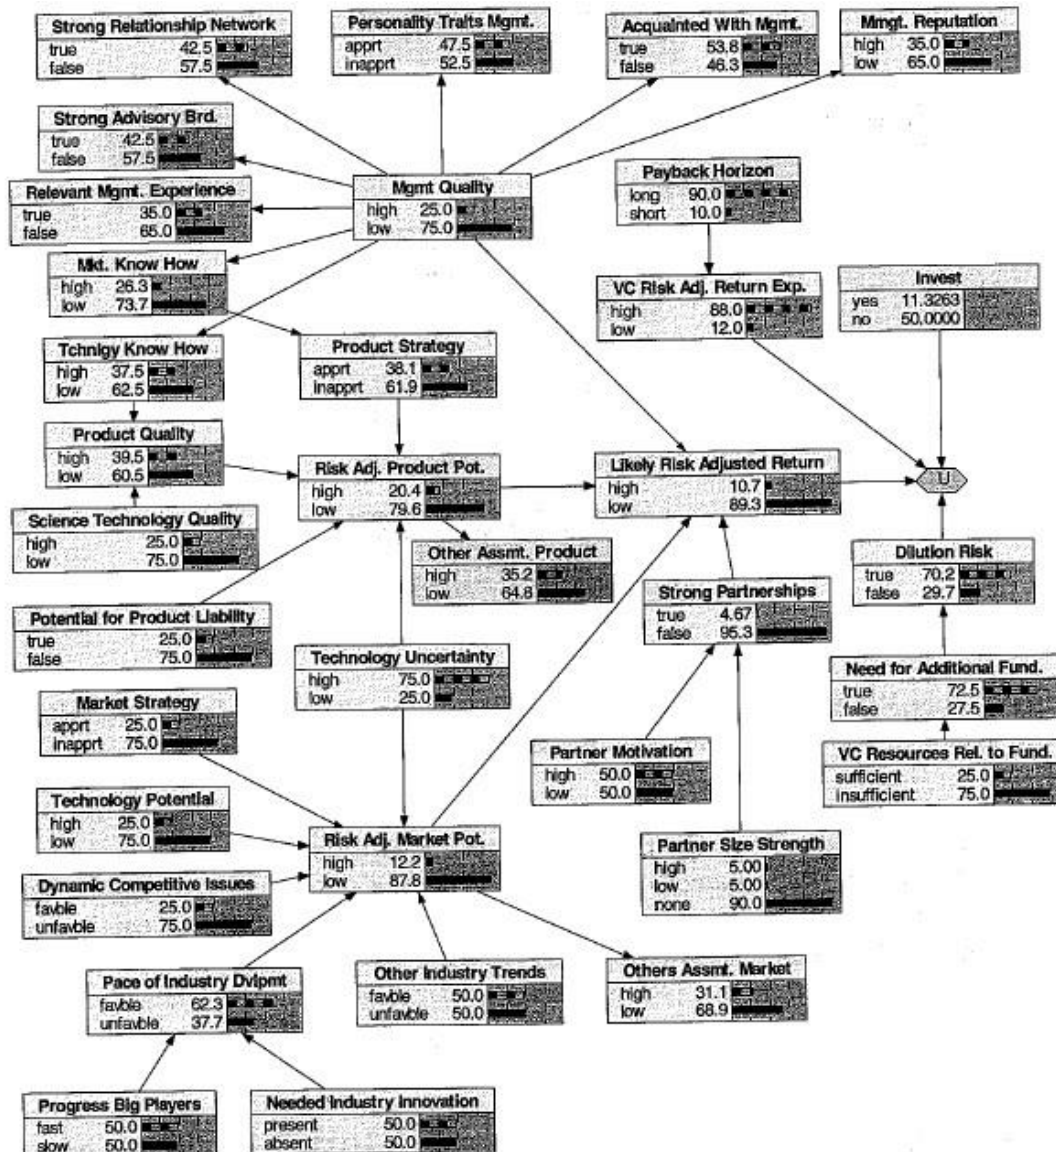 Strong Relationship Network
true 42.5
false 57.5
Personality Traits Mgmt.
apprt 47.5
inapprt 52.5
Acquainted With Mgmt.
true 53.8
false 46.3
Mmgt. Reputation
high 35.0
low 65.0
Strong Advisory Brd.
true 42.5
false 57.5
Relevant Mgmt. Experience
true 35.0
false 65.0
Mgmt Quality
high 25.0
low 75.0
Payback Horizon
long 90.0
short 10.0
Mkt. Know How
high 26.3
low 73.7
VC Risk Adj. Return Exp.
high 88.0
low 12.0
Invest
yes 11.3263
no 50.0000
Tchnlgy Know How
high 37.5
low 62.5
Product Strategy
apprt 38.1
inapprt 61.9
Product Quality
high 39.5
low 60.5
Risk Adj. Product Pot.
high 20.4
low 79.6
Likely Risk Adjusted Return
high 10.7
low 89.3
U
Science Technology Quality
high 25.0
low 75.0
Other Assmt. Product
high 35.2
low 64.8
Dilution Risk
true 70.2
false 29.7
Strong Partnerships
true 4.67
false 95.3
Potential for Product Liability
true 25.0
false 75.0
Technology Uncertainty
high 75.0
low 25.0
Need for Additional Fund.
true 72.5
false 27.5
Market Strategy
apprt 25.0
inapprt 75.0
Partner Motivation
high 50.0
low 50.0
VC Resources Rel. to Fund.
sufficient 25.0
insufficient 75.0
Technology Potential
high 25.0
low 75.0
Risk Adj. Market Pot.
high 12.2
low 87.8
Partner Size Strength
high 5.00
low 5.00
none 90.0
Dynamic Competitive Issues
favble 25.0
unfavble 75.0
Pace of Industry Dvlpmt
favble 62.3
unfavble 37.7
Other Industry Trends
favble 50.0
unfavble 50.0
Others Assmt. Market
high 31.1
low 68.9
Progress Big Players
fast 50.0
slow 50.0
Needed Industry Innovation
present 50.0
absent 50.0